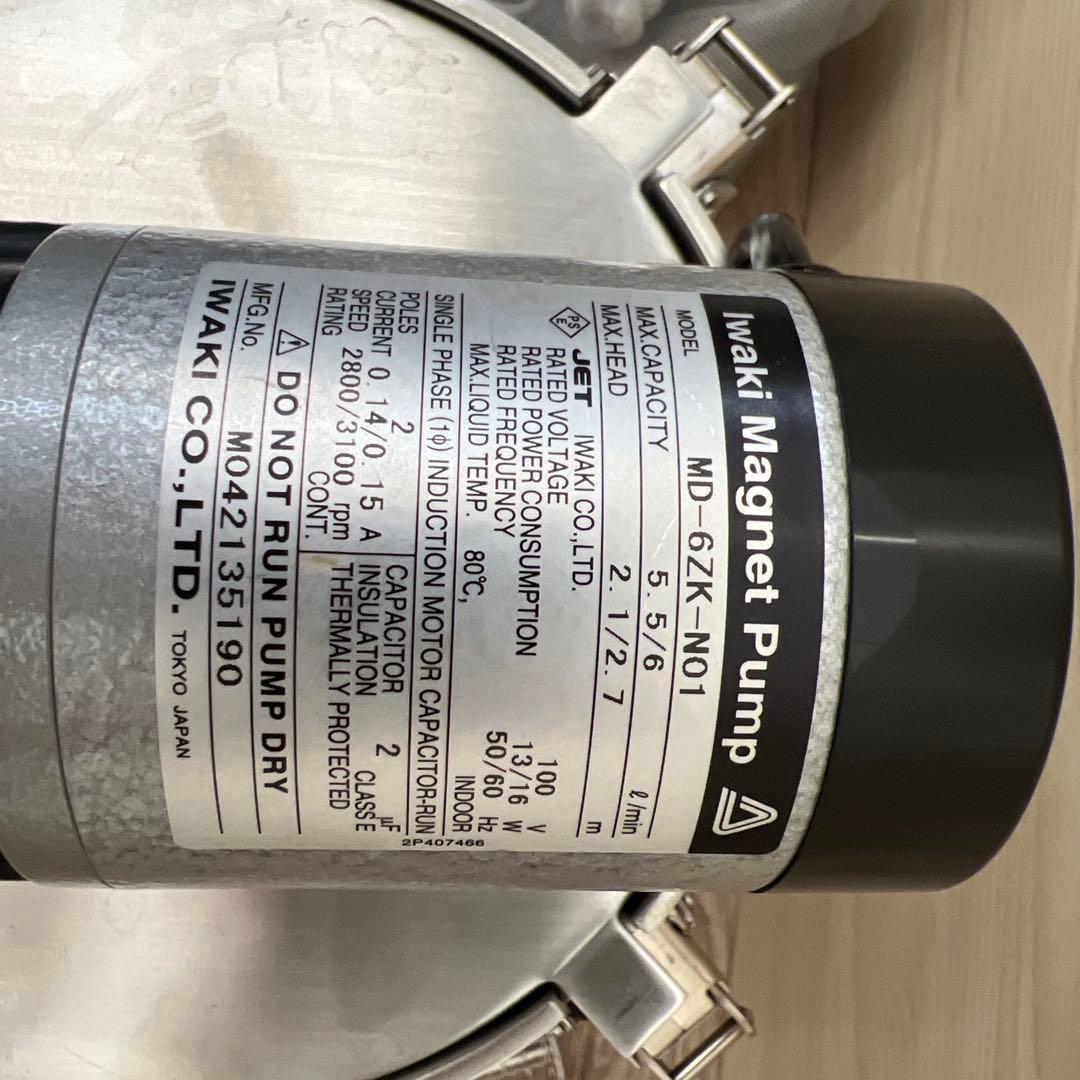 Iwaki Magnet Pump
MODEL MD-6ZK-N01
MAX.CAPACITY 5.5/6 ℓ/min
MAX.HEAD 2.1/2.7 m
PS E JET IWAKI CO.,LTD.
RATED VOLTAGE 100 V
RATED POWER CONSUMPTION 13/16 W
RATED FREQUENCY 50/60 Hz
MAX.LIQUID TEMP. 80℃, INDOOR
2P407466
SINGLE PHASE (1ϕ) INDUCTION MOTOR CAPACITOR-RUN
POLES 2 CAPACITOR 2 μF
CURRENT 0.14/0.15 A INSULATION CLASS E
SPEED 2800/3100 rpm THERMALLY PROTECTED
RATING CONT.
DO NOT RUN PUMP DRY
MFG.No. M042135190
IWAKI CO.,LTD. TOKYO JAPAN